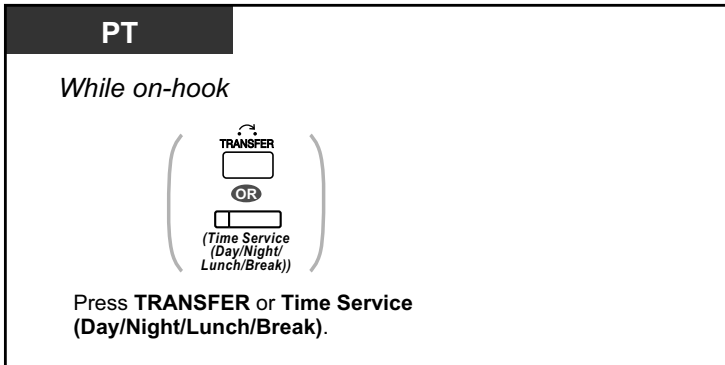 PT
While on-hook
TRANSFER
OR
(Time Service
(Day/Night/
Lunch/Break))
Press TRANSFER or Time Service
(Day/Night/Lunch/Break).